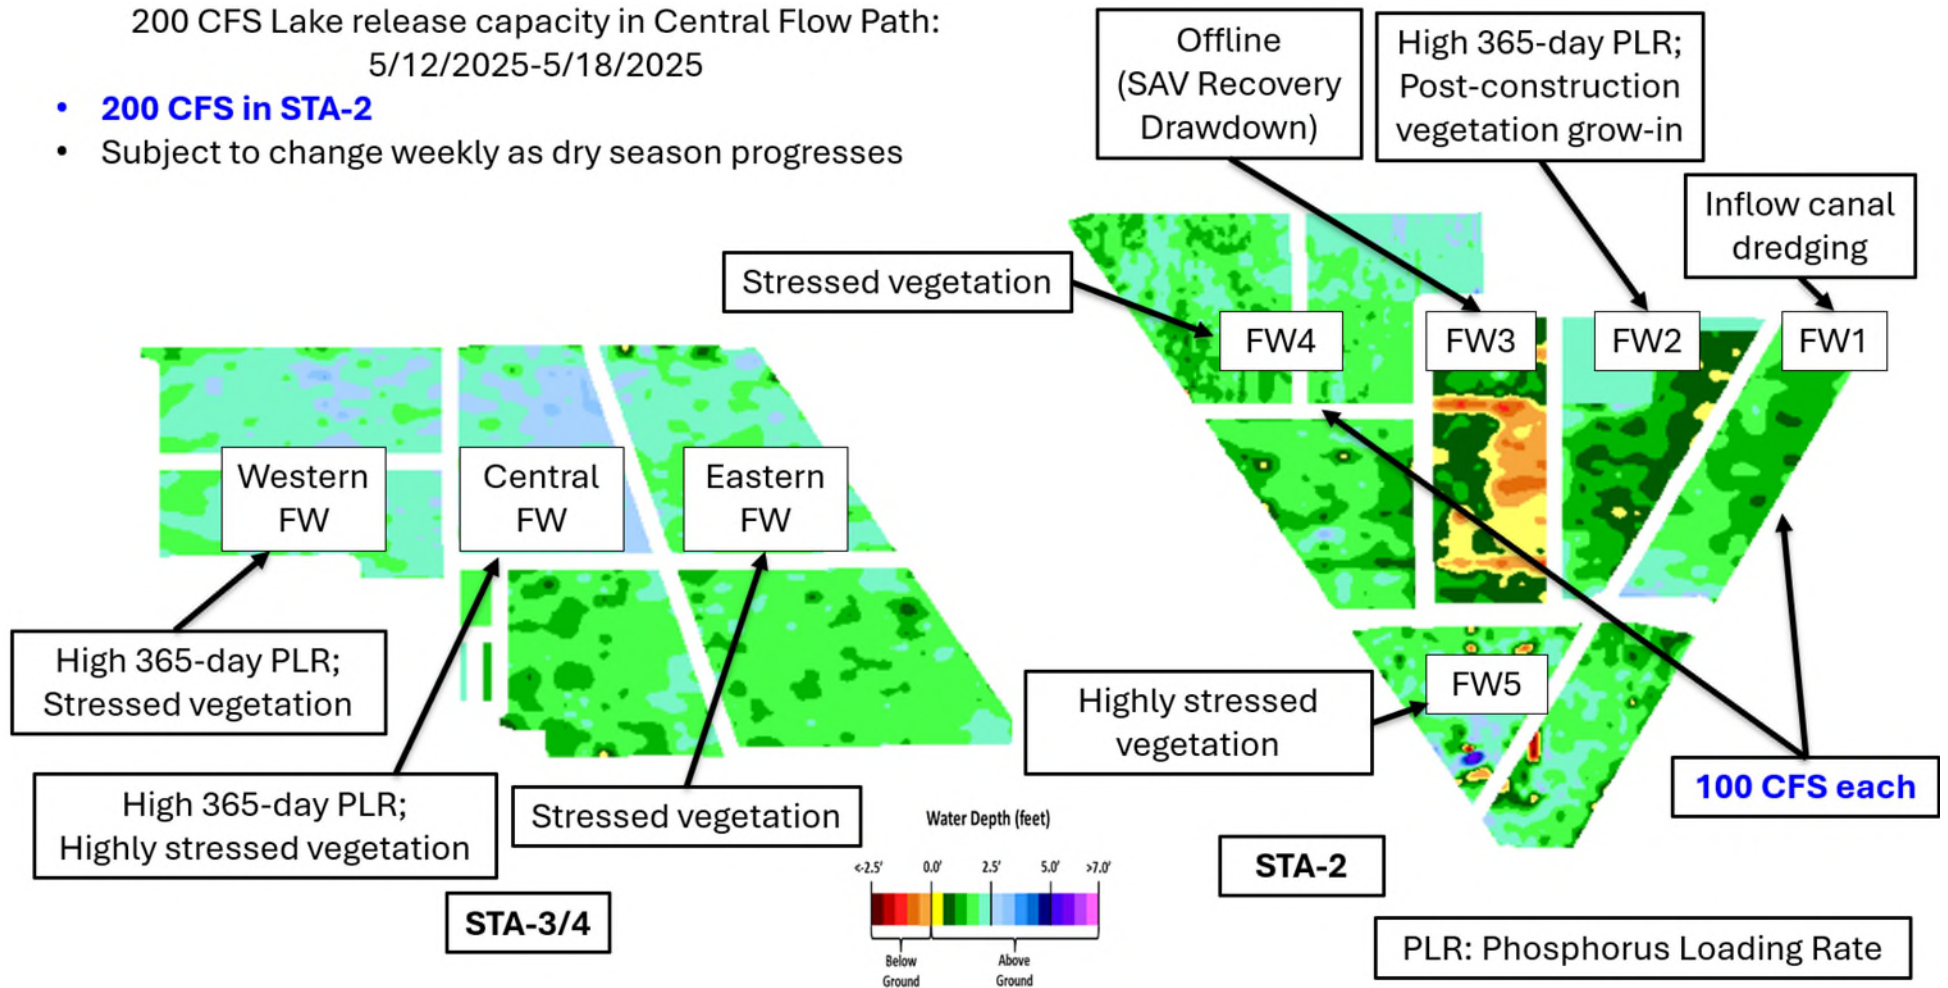 200 CFS Lake release capacity in Central Flow Path:
5/12/2025-5/18/2025
• 200 CFS in STA-2
• Subject to change weekly as dry season progresses
Offline
(SAV Recovery
Drawdown)
High 365-day PLR;
Post-construction
vegetation grow-in
Inflow canal
dredging
Stressed vegetation
FW4
FW3
FW2
FW1
Western
FW
Central
FW
Eastern
FW
High 365-day PLR;
Stressed vegetation
High 365-day PLR;
Highly stressed vegetation
Stressed vegetation
Highly stressed
vegetation
FW5
100 CFS each
STA-3/4
STA-2
Water Depth (feet)
<-2.5' 0.0' 2.5' 5.0' >7.0'
Below
Ground
Above
Ground
PLR: Phosphorus Loading Rate